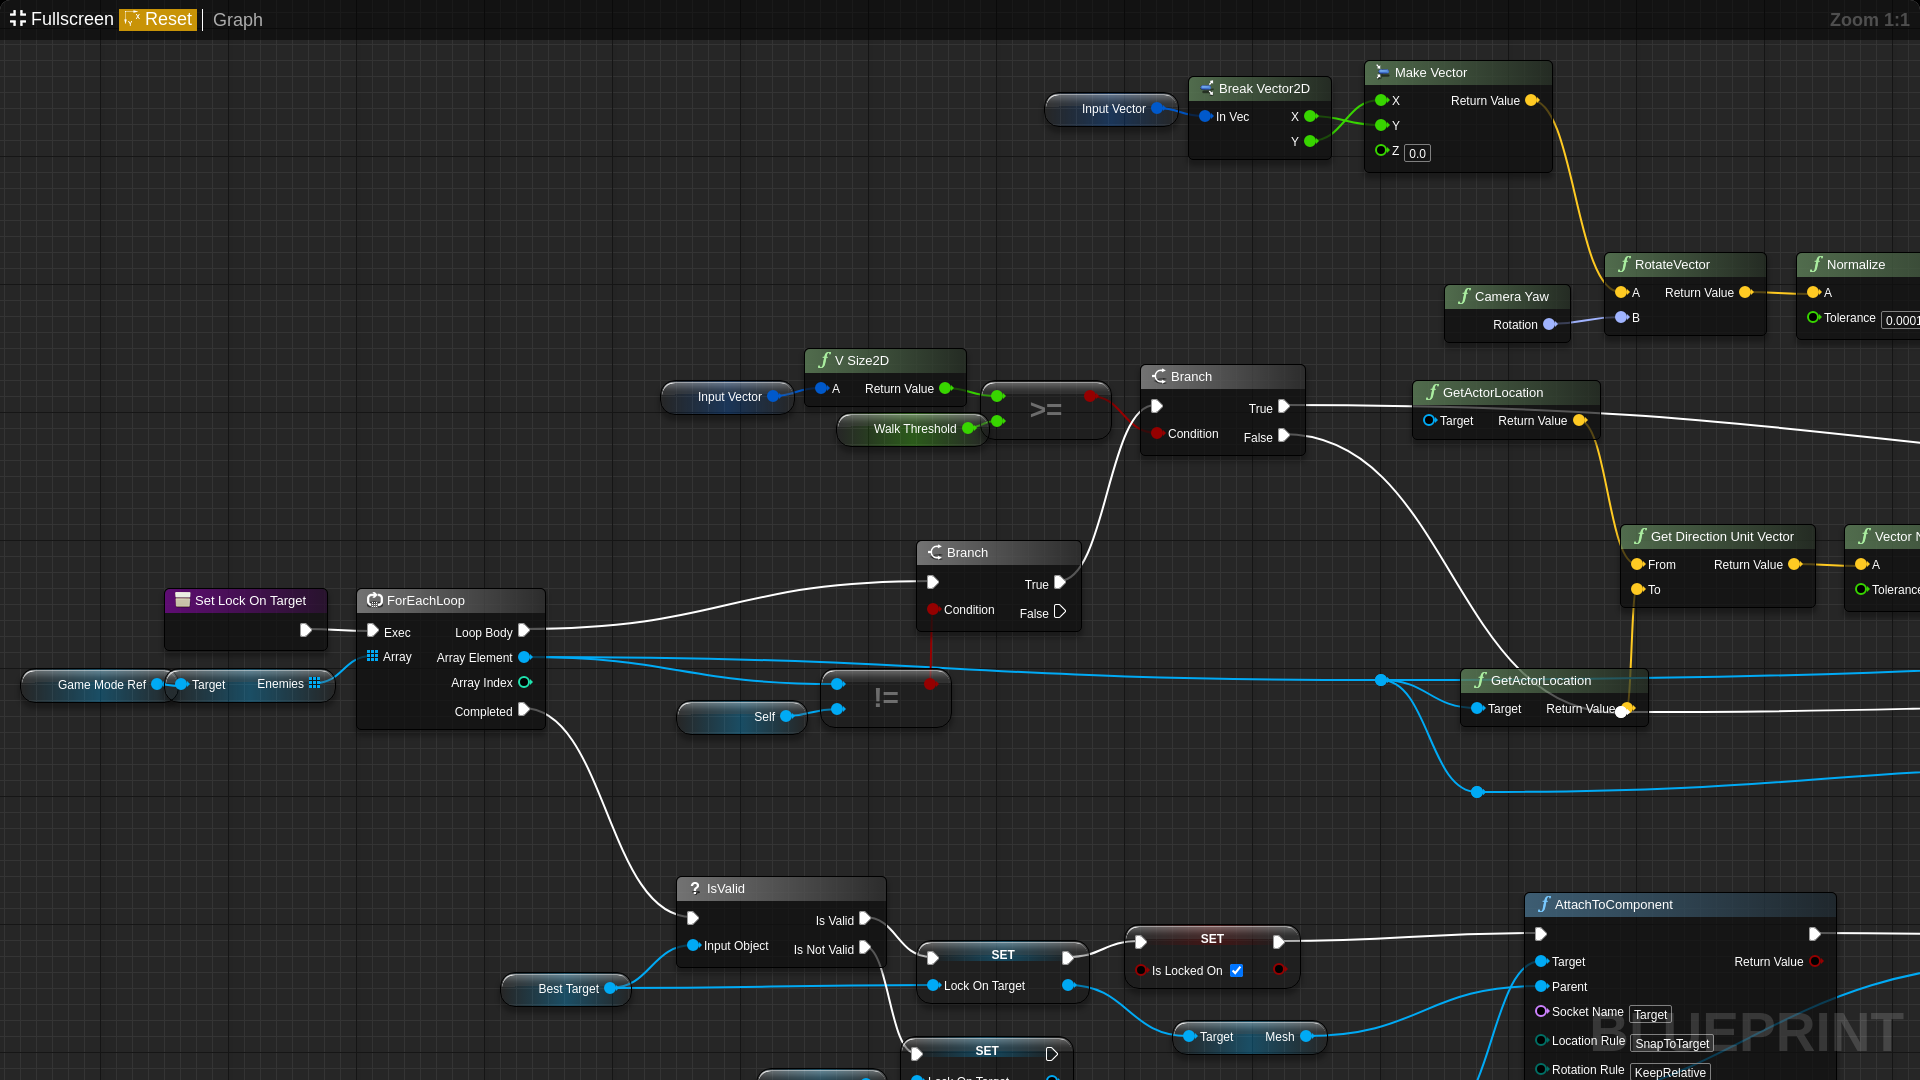 Fullscreen Reset Graph Zoom 1:1
Make Vector
X Return Value
Y
Z 0.0
Break Vector2D
In Vec X
Y
Input Vector
RotateVector
A Return Value
B
Normalize
A
Tolerance 0.0001
Camera Yaw
Rotation
V Size2D
A Return Value
Input Vector
Walk Threshold
>=
Branch
True
Condition
False
GetActorLocation
Target Return Value
Get Direction Unit Vector
From Return Value
To
Vector N
A
Tolerance
Branch
True
Condition
False
Set Lock On Target
ForEachLoop
Exec Loop Body
Array Array Element
Array Index
Completed
Game Mode Ref
Target Enemies
Self
!=
GetActorLocation
Target Return Value
IsValid
Is Valid
Input Object
Is Not Valid
Best Target
SET
Lock On Target
SET
Is Locked On
Target Mesh
SET
Lock On Target
AttachToComponent
Target Return Value
Parent
Socket Name Target
Location Rule SnapToTarget
Rotation Rule KeepRelative
BLUEPRINT